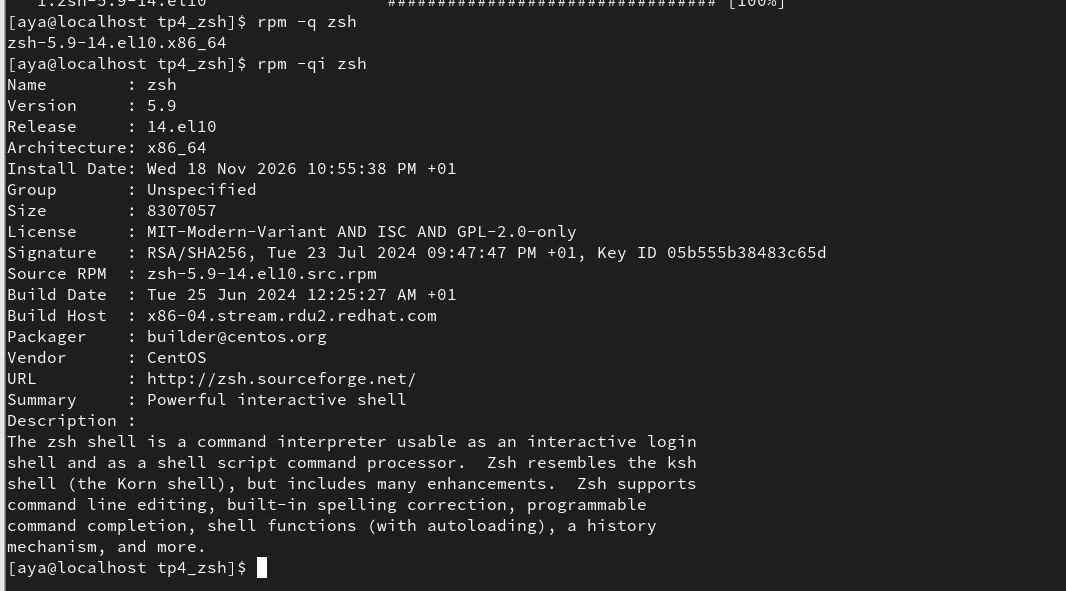 1:zsh-5.9-14.el10 ################################# [100%]
[aya@localhost tp4_zsh]$ rpm -q zsh
zsh-5.9-14.el10.x86_64
[aya@localhost tp4_zsh]$ rpm -qi zsh
Name        : zsh
Version     : 5.9
Release     : 14.el10
Architecture: x86_64
Install Date: Wed 18 Nov 2026 10:55:38 PM +01
Group       : Unspecified
Size        : 8307057
License     : MIT-Modern-Variant AND ISC AND GPL-2.0-only
Signature   : RSA/SHA256, Tue 23 Jul 2024 09:47:47 PM +01, Key ID 05b555b38483c65d
Source RPM  : zsh-5.9-14.el10.src.rpm
Build Date  : Tue 25 Jun 2024 12:25:27 AM +01
Build Host  : x86-04.stream.rdu2.redhat.com
Packager    : builder@centos.org
Vendor      : CentOS
URL         : http://zsh.sourceforge.net/
Summary     : Powerful interactive shell
Description :
The zsh shell is a command interpreter usable as an interactive login
shell and as a shell script command processor.  Zsh resembles the ksh
shell (the Korn shell), but includes many enhancements.  Zsh supports
command line editing, built-in spelling correction, programmable
command completion, shell functions (with autoloading), a history
mechanism, and more.
[aya@localhost tp4_zsh]$